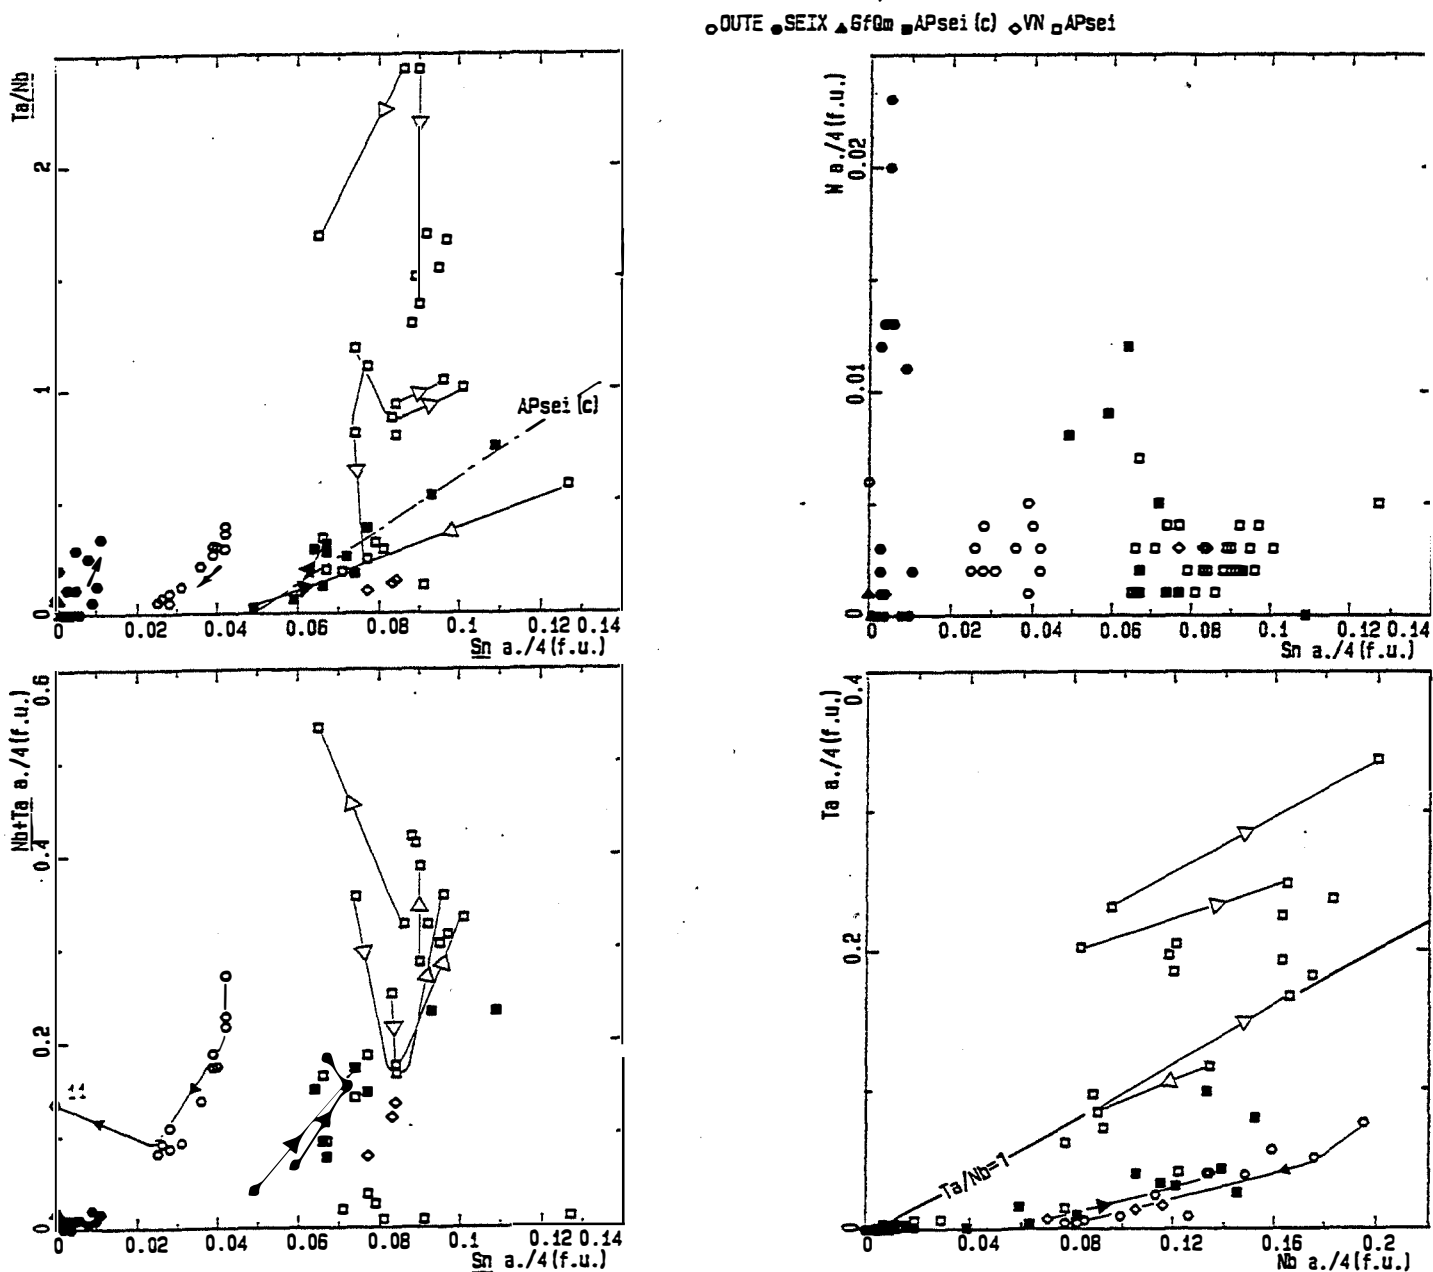 OUTE SEIX GfQm APsei (c) VN APsei
Ta/Nb
2
1
0
APsei (c)
0 0.02 0.04 0.06 0.08 0.1 0.12 0.14
Sn a./4(f.u.)
W a./4(f.u.)
0.02
0.01
0
0 0.02 0.04 0.06 0.08 0.1 0.12 0.14
Sn a./4(f.u.)
Nb+Ta a./4(f.u.)
0.6
0.4
0.2
0
11
0 0.02 0.04 0.06 0.08 0.1 0.12 0.14
Sn a./4(f.u.)
Ta a./4(f.u.)
0.4
0.2
0
Ta/Nb=1
0 0.04 0.08 0.12 0.16 0.2
Nb a./4(f.u.)